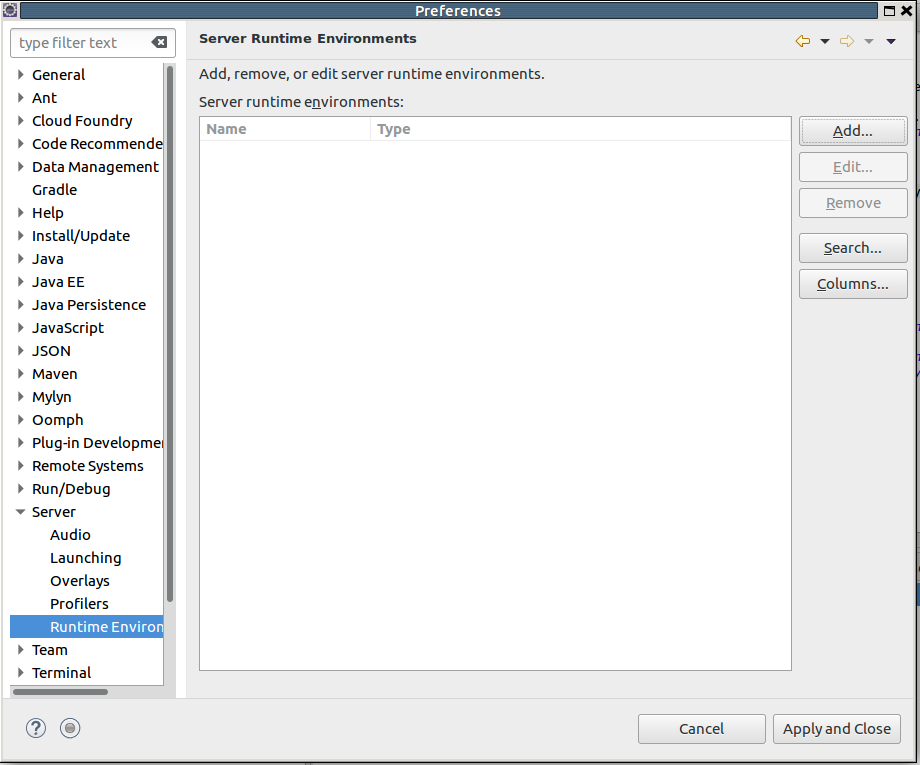 Preferences
type filter text
General
Ant
Cloud Foundry
Code Recommende
Data Management
Gradle
Help
Install/Update
Java
Java EE
Java Persistence
JavaScript
JSON
Maven
Mylyn
Oomph
Plug-in Developmen
Remote Systems
Run/Debug
Server
Audio
Launching
Overlays
Profilers
Runtime Environ
Team
Terminal
Server Runtime Environments
Add, remove, or edit server runtime environments.
Server runtime environments:
Name Type
Add...
Edit...
Remove
Search...
Columns...
?
Cancel Apply and Close